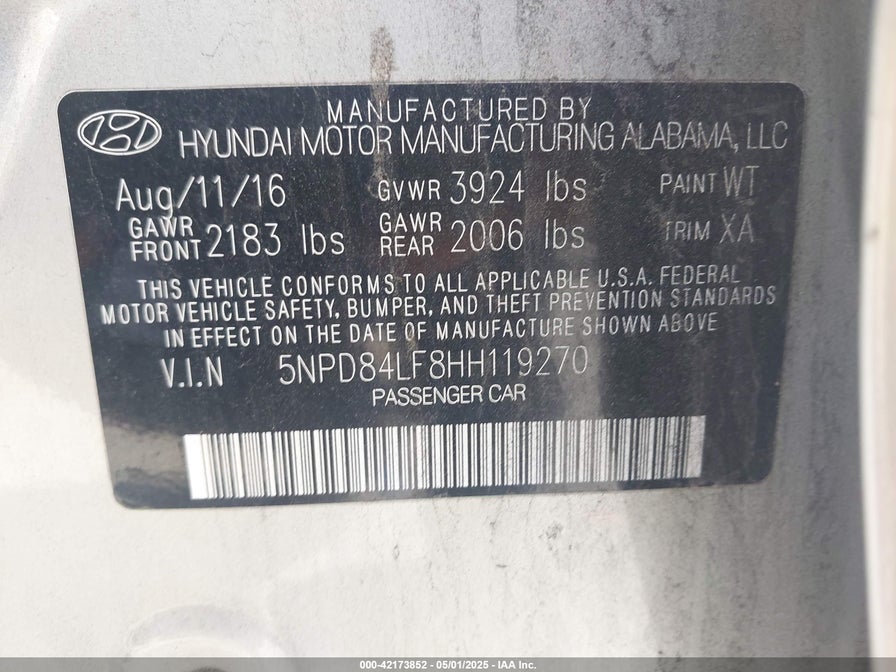 MANUFACTURED BY
HYUNDAI MOTOR MANUFACTURING ALABAMA, LLC
Aug/11/16 GVWR 3924 lbs PAINT WT
GAWR FRONT 2183 lbs GAWR REAR 2006 lbs TRIM XA
THIS VEHICLE CONFORMS TO ALL APPLICABLE U.S.A. FEDERAL
MOTOR VEHICLE SAFETY, BUMPER, AND THEFT PREVENTION STANDARDS
IN EFFECT ON THE DATE OF MANUFACTURE SHOWN ABOVE
V.I.N 5NPD84LF8HH119270
PASSENGER CAR
000-42173852 -- 05/01/2025 -- IAA Inc.